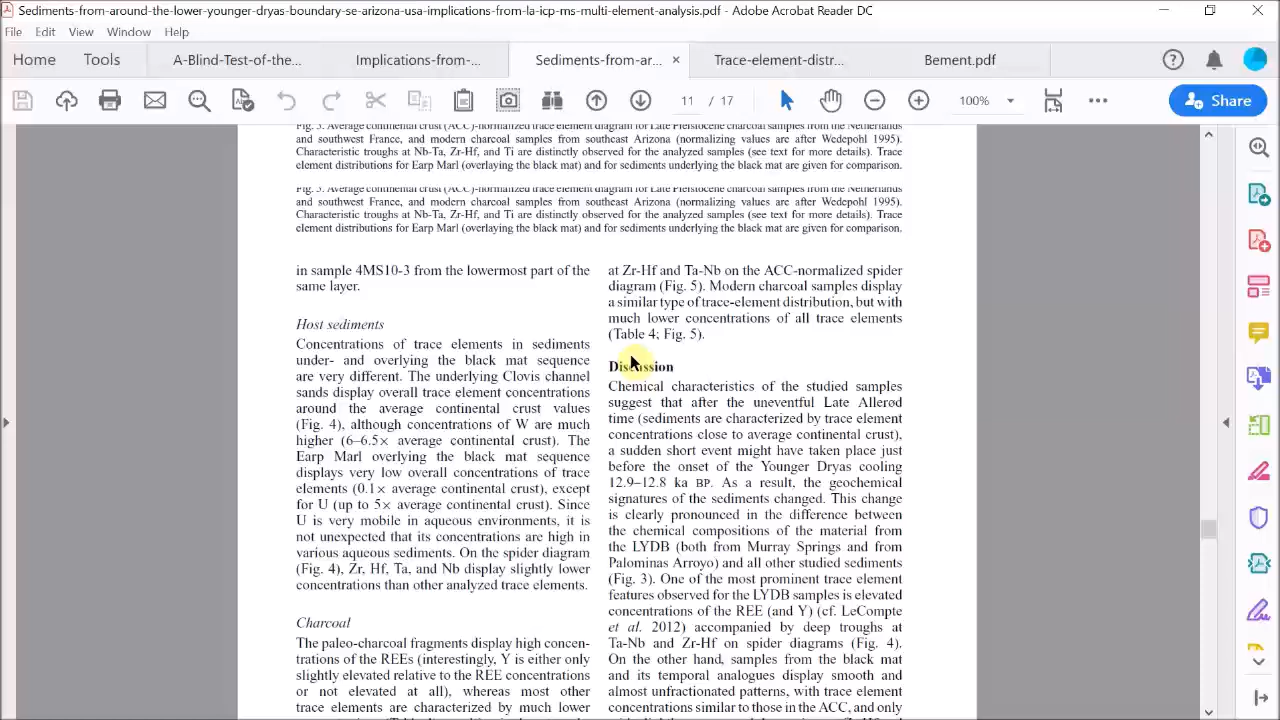 Sediments-from-around-the-lower-younger-dryas-boundary-se-arizona-usa-implications-from-la-icp-ms-multi-element-analysis.pdf - Adobe Acrobat Reader DC
File Edit View Window Help
Home Tools A-Blind-Test-of-the... Implications-from-... Sediments-from-ar... × Trace-element-distr... Bement.pdf
11 / 17 100% Share
Fig. 5. Average continental crust (ACC)-normalized trace element diagram for Late Pleistocene charcoal samples from the Netherlands
and southwest France, and modern charcoal samples from southeast Arizona (normalizing values are after Wedepohl 1995).
Characteristic troughs at Nb-Ta, Zr-Hf, and Ti are distinctly observed for the analyzed samples (see text for more details). Trace
element distributions for Earp Marl (overlaying the black mat) and for sediments underlying the black mat are given for comparison.
Fig. 5. Average continental crust (ACC)-normalized trace element diagram for Late Pleistocene charcoal samples from the Netherlands
and southwest France, and modern charcoal samples from southeast Arizona (normalizing values are after Wedepohl 1995).
Characteristic troughs at Nb-Ta, Zr-Hf, and Ti are distinctly observed for the analyzed samples (see text for more details). Trace
element distributions for Earp Marl (overlaying the black mat) and for sediments underlying the black mat are given for comparison.
in sample 4MS10-3 from the lowermost part of the
same layer.
Host sediments
Concentrations of trace elements in sediments
under- and overlying the black mat sequence
are very different. The underlying Clovis channel
sands display overall trace element concentrations
around the average continental crust values
(Fig. 4), although concentrations of W are much
higher (6–6.5× average continental crust). The
Earp Marl overlying the black mat sequence
displays very low overall concentrations of trace
elements (0.1× average continental crust), except
for U (up to 5× average continental crust). Since
U is very mobile in aqueous environments, it is
not unexpected that its concentrations are high in
various aqueous sediments. On the spider diagram
(Fig. 4), Zr, Hf, Ta, and Nb display slightly lower
concentrations than other analyzed trace elements.
Charcoal
The paleo-charcoal fragments display high concen-
trations of the REEs (interestingly, Y is either only
slightly elevated relative to the REE concentrations
or not elevated at all), whereas most other
trace elements are characterized by much lower
at Zr-Hf and Ta-Nb on the ACC-normalized spider
diagram (Fig. 5). Modern charcoal samples display
a similar type of trace-element distribution, but with
much lower concentrations of all trace elements
(Table 4; Fig. 5).
Discussion
Chemical characteristics of the studied samples
suggest that after the uneventful Late Allerød
time (sediments are characterized by trace element
concentrations close to average continental crust),
a sudden short event might have taken place just
before the onset of the Younger Dryas cooling
12.9–12.8 ka BP. As a result, the geochemical
signatures of the sediments changed. This change
is clearly pronounced in the difference between
the chemical compositions of the material from
the LYDB (both from Murray Springs and from
Palominas Arroyo) and all other studied sediments
(Fig. 3). One of the most prominent trace element
features observed for the LYDB samples is elevated
concentrations of the REE (and Y) (cf. LeCompte
et al. 2012) accompanied by deep troughs at
Ta-Nb and Zr-Hf on spider diagrams (Fig. 4).
On the other hand, samples from the black mat
and its temporal analogues display smooth and
almost unfractionated patterns, with trace element
concentrations similar to those in the ACC, and only